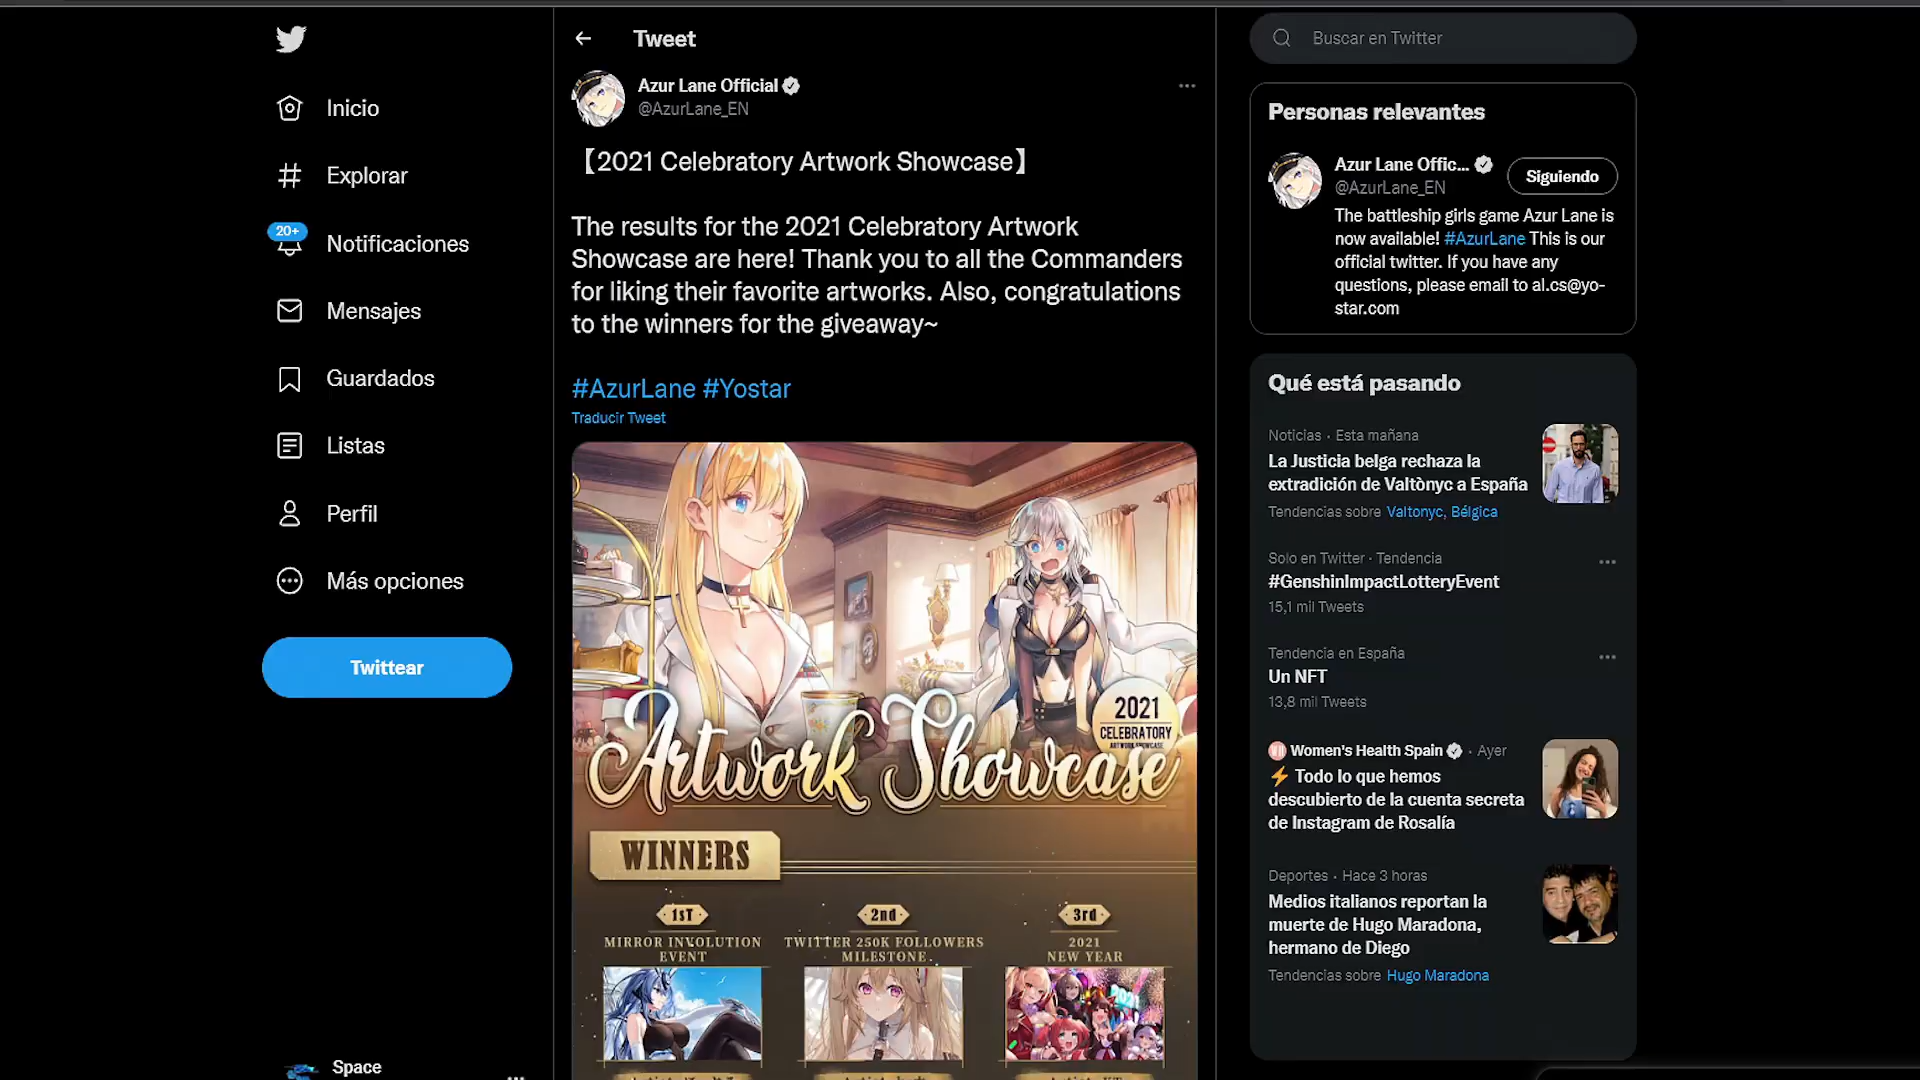 Inicio
Explorar
20+
Notificaciones
Mensajes
Guardados
Listas
Perfil
Más opciones
Twittear
Space
Tweet
Azur Lane Official
@AzurLane_EN
【2021 Celebratory Artwork Showcase】
The results for the 2021 Celebratory Artwork
Showcase are here! Thank you to all the Commanders
for liking their favorite artworks. Also, congratulations
to the winners for the giveaway~
#AzurLane #Yostar
Traducir Tweet
2021
CELEBRATORY
ARTWORK SHOWCASE
Artwork Showcase
WINNERS
1ST
MIRROR INVOLUTION
EVENT
2nd
TWITTER 250K FOLLOWERS
MILESTONE
3rd
2021
NEW YEAR
2021
Buscar en Twitter
Personas relevantes
Azur Lane Offic...
@AzurLane_EN
Siguiendo
The battleship girls game Azur Lane is
now available! #AzurLane This is our
official twitter. If you have any
questions, please email to al.cs@yo-
star.com
Qué está pasando
Noticias · Esta mañana
La Justicia belga rechaza la
extradición de Valtònyc a España
Tendencias sobre Valtonyc, Bélgica
Solo en Twitter · Tendencia
#GenshinImpactLotteryEvent
15,1 mil Tweets
Tendencia en España
Un NFT
13,8 mil Tweets
Women's Health Spain · Ayer
⚡ Todo lo que hemos
descubierto de la cuenta secreta
de Instagram de Rosalía
Deportes · Hace 3 horas
Medios italianos reportan la
muerte de Hugo Maradona,
hermano de Diego
Tendencias sobre Hugo Maradona